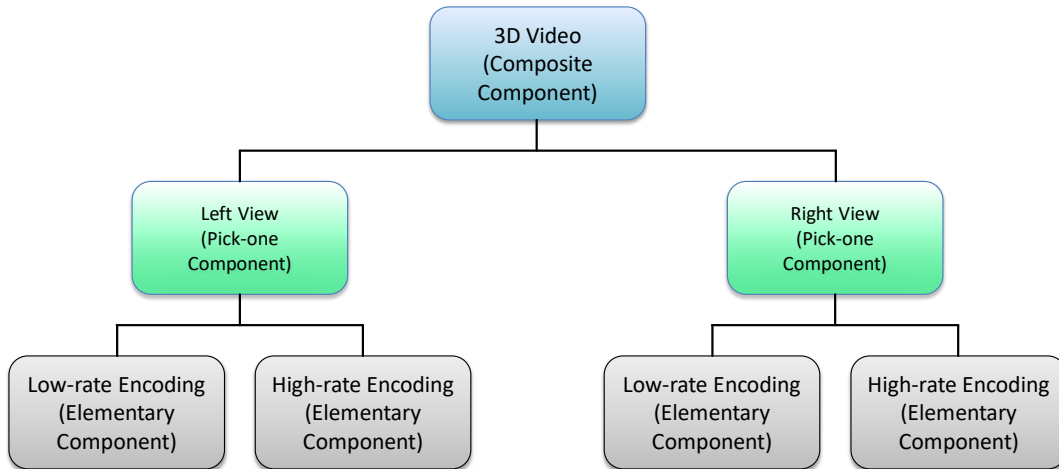 3D Video
(Composite
Component)
Left View
(Pick-one
Component)
Right View
(Pick-one
Component)
Low-rate Encoding
(Elementary
Component)
High-rate Encoding
(Elementary
Component)
Low-rate Encoding
(Elementary
Component)
High-rate Encoding
(Elementary
Component)